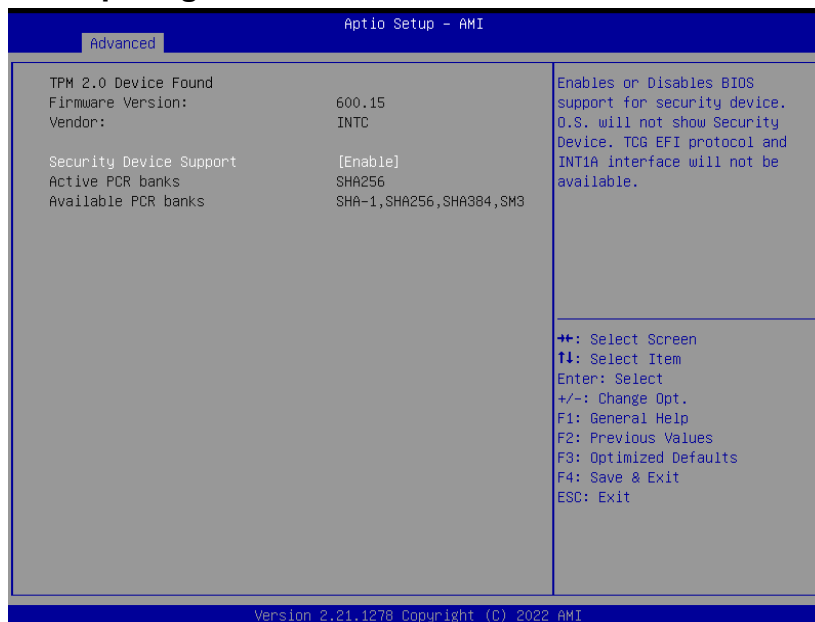 Aptio Setup - AMI
Advanced
TPM 2.0 Device Found
Firmware Version: 600.15
Vendor: INTC
Security Device Support [Enable]
Active PCR banks SHA256
Available PCR banks SHA-1,SHA256,SHA384,SM3
Enables or Disables BIOS
support for security device.
O.S. will not show Security
Device. TCG EFI protocol and
INT1A interface will not be
available.
→←: Select Screen
↑↓: Select Item
Enter: Select
+/-: Change Opt.
F1: General Help
F2: Previous Values
F3: Optimized Defaults
F4: Save & Exit
ESC: Exit
Version 2.21.1278 Copyright (C) 2022 AMI